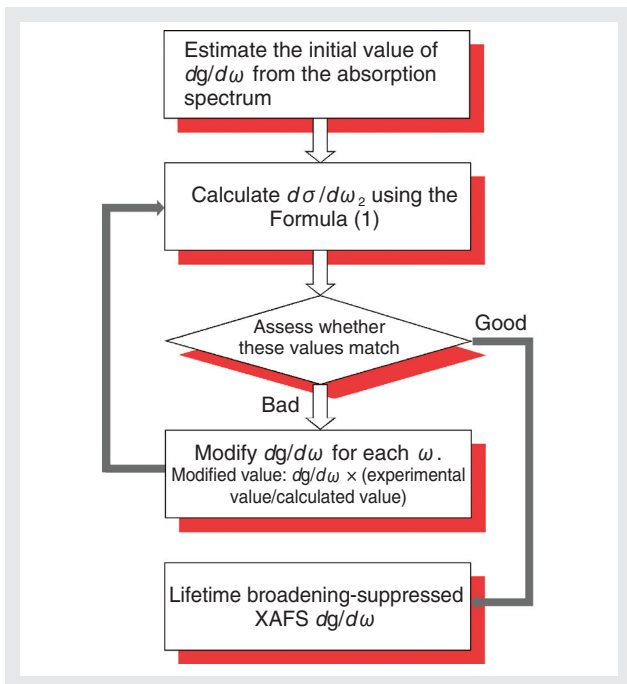 Estimate the initial value of
dg/dω from the absorption
spectrum
Calculate dσ/dω₂ using the
Formula (1)
Assess whether
these values match
Good
Bad
Modify dg/dω for each ω.
Modified value: dg/dω × (experimental
value/calculated value)
Lifetime broadening-suppressed
XAFS dg/dω